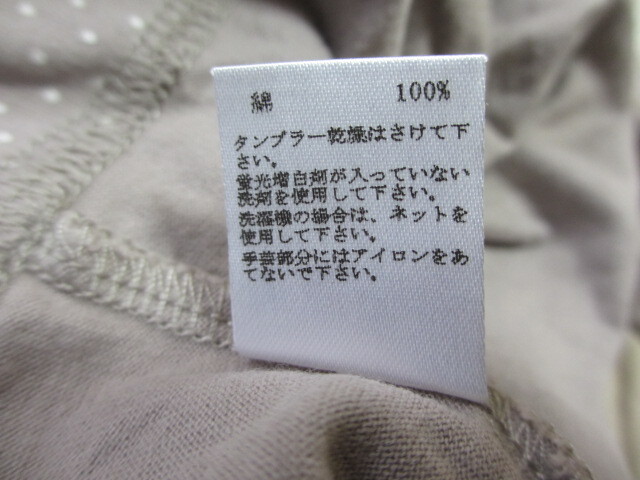 綿 100%
タンブラー乾燥はさけて下
さい。
蛍光増白剤が入っていない
洗剤を使用して下さい。
洗濯機の場合は、ネットを
使用して下さい。
手芸部分にはアイロンをあ
てないで下さい。